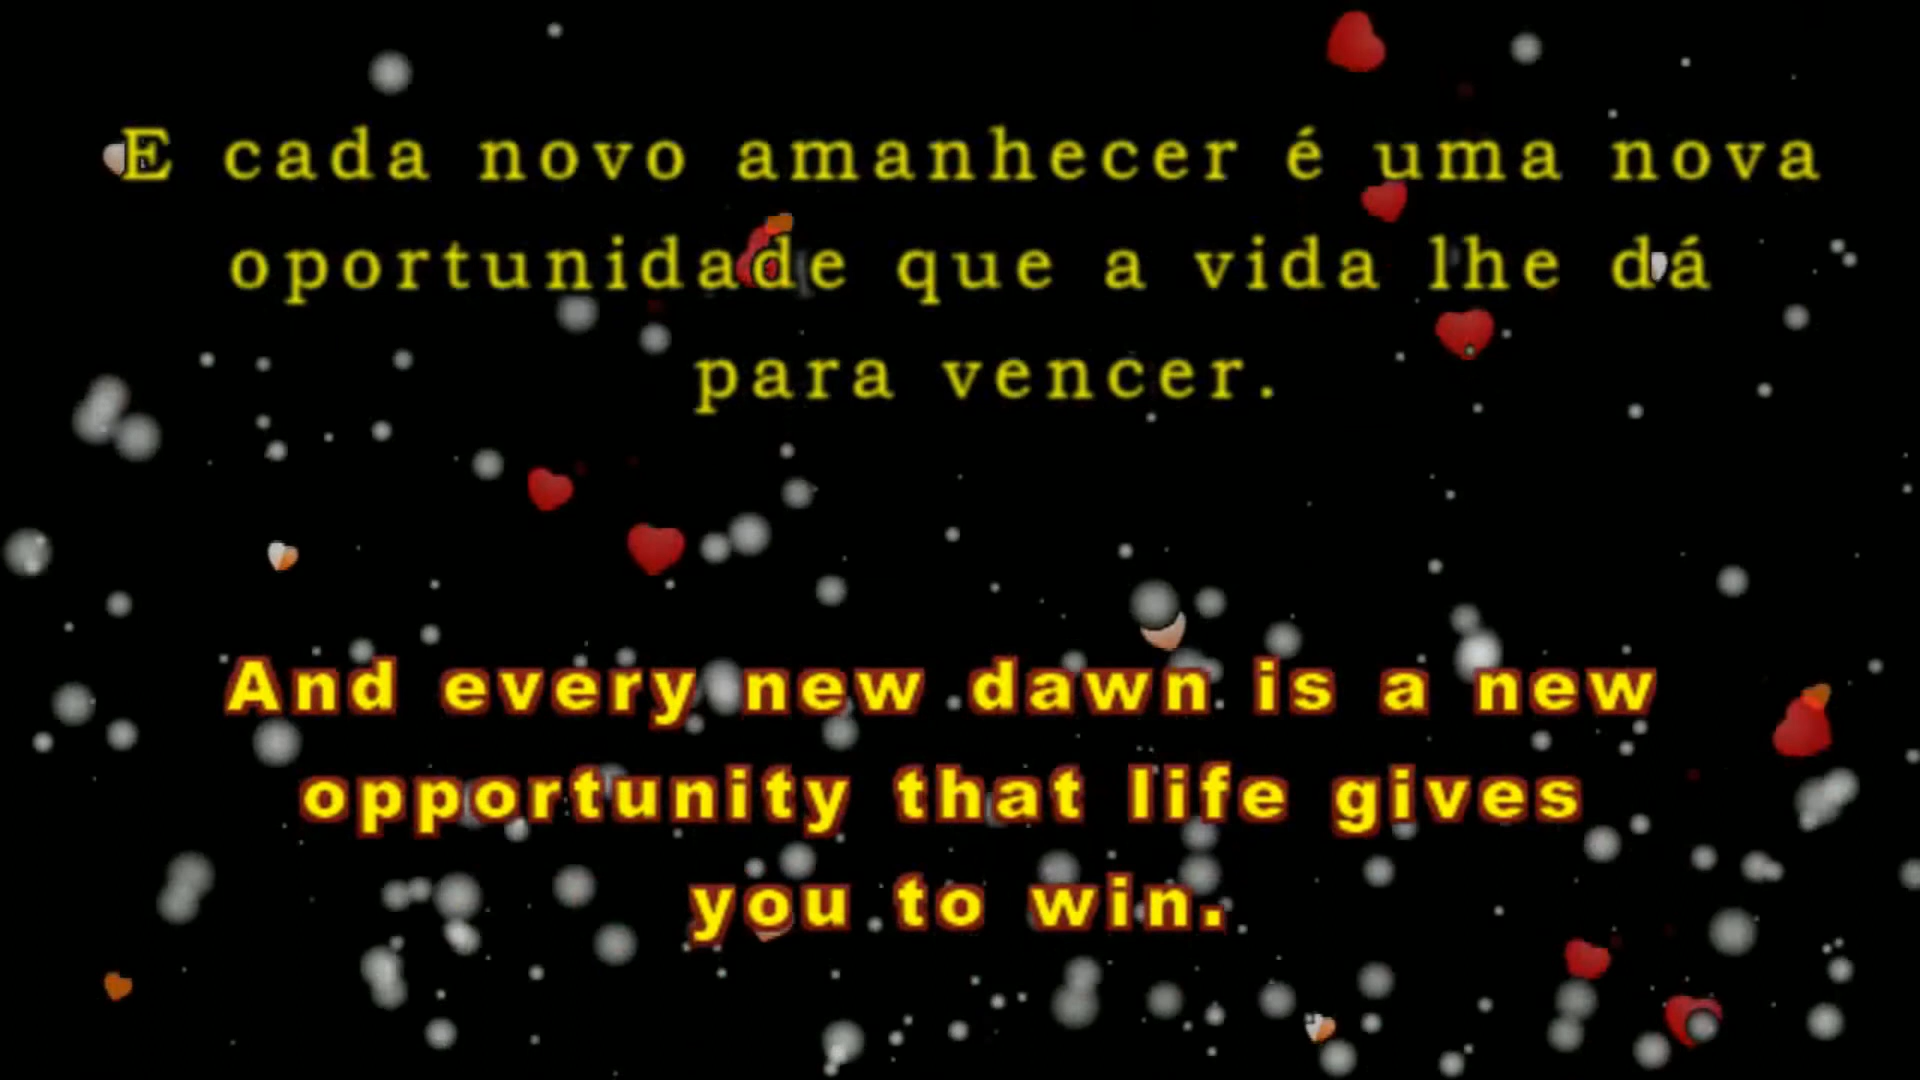 E cada novo amanhecer é uma nova
oportunidade que a vida lhe dá
para vencer.
And every new dawn is a new
opportunity that life gives
you to win.